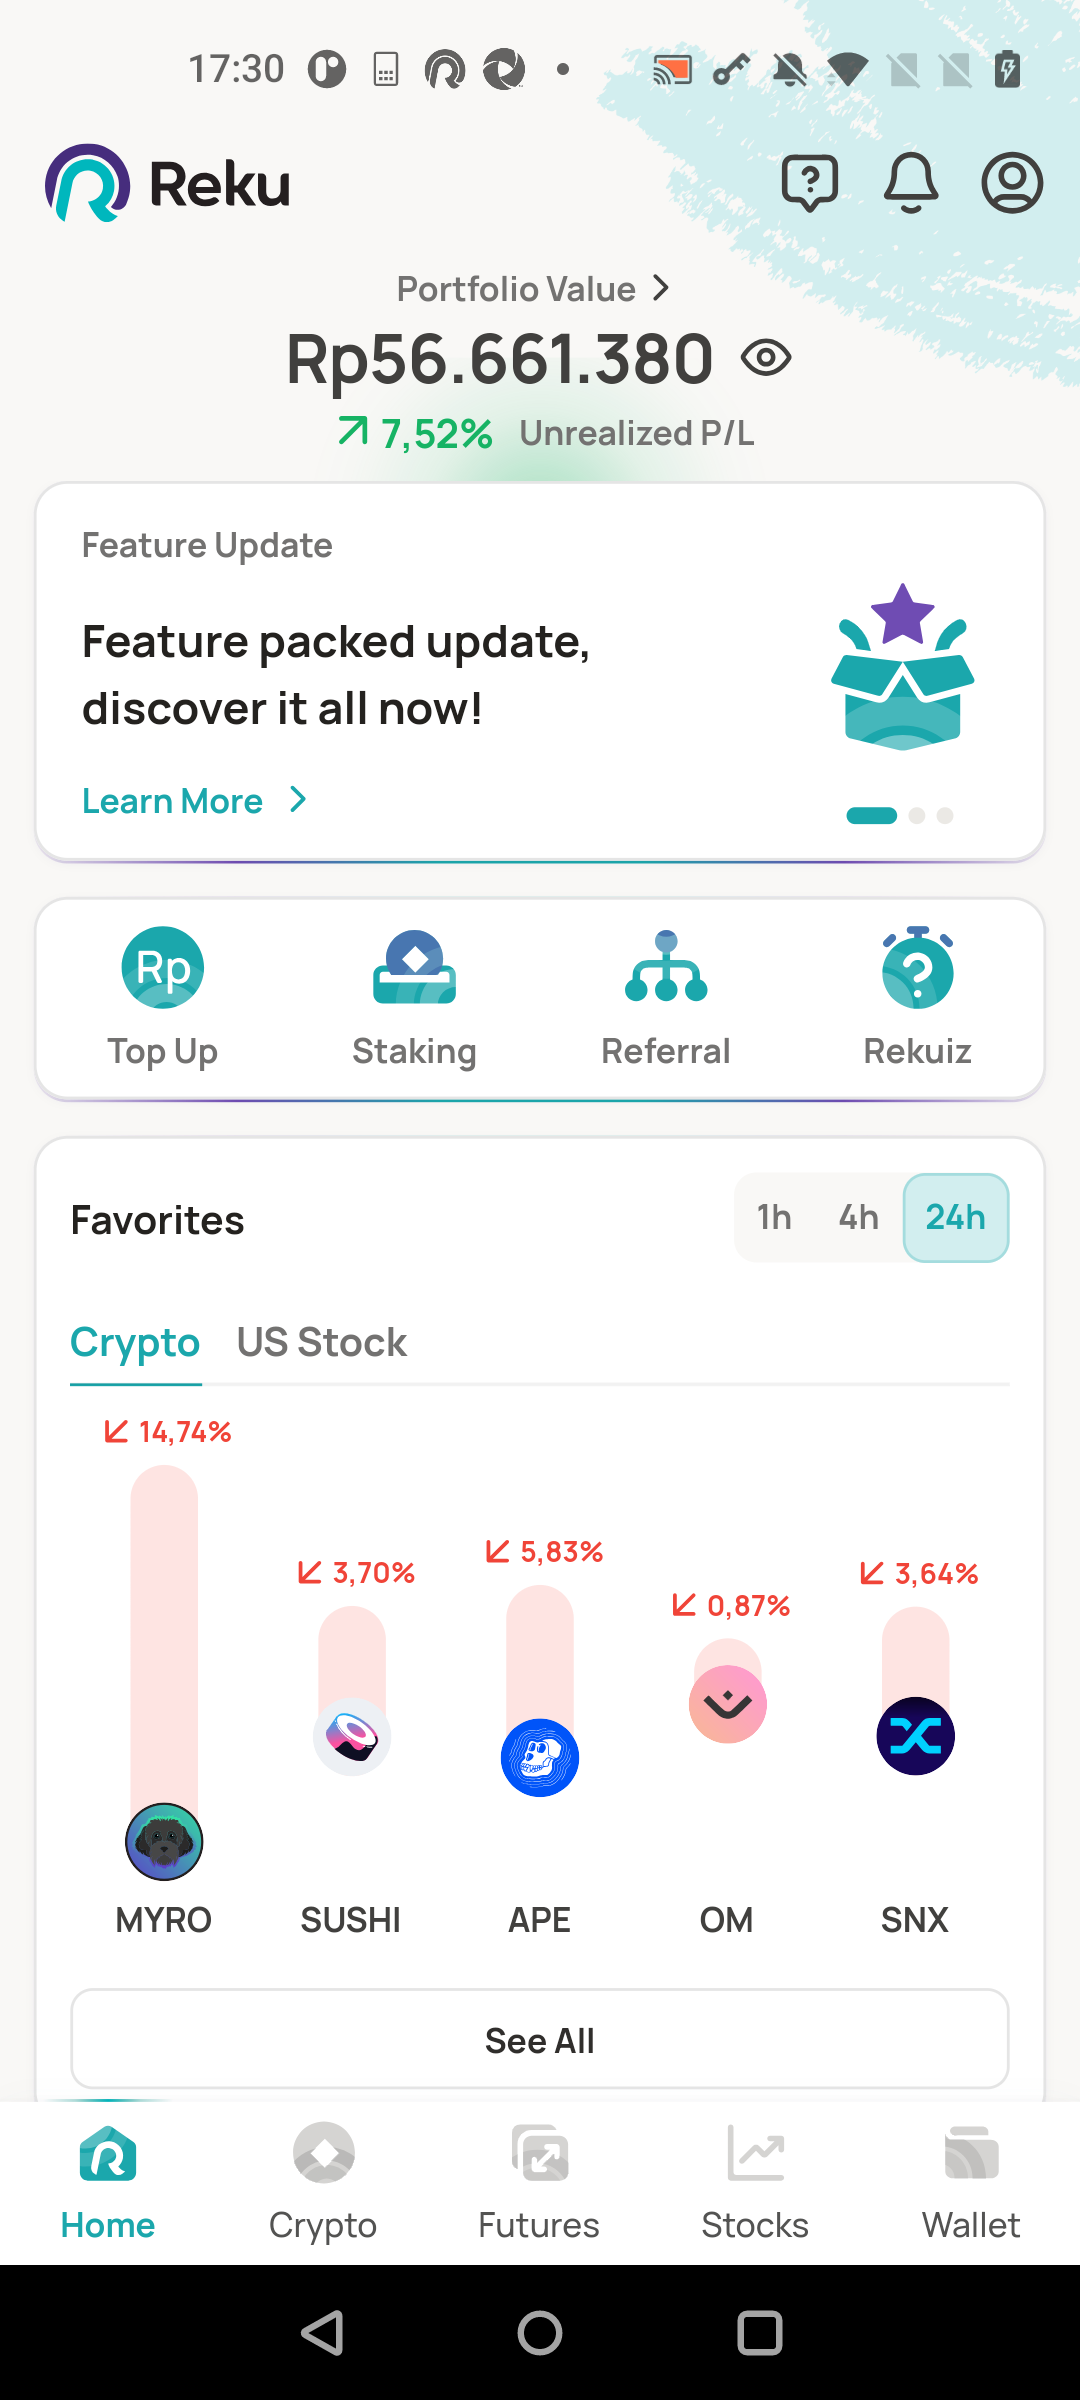 17:30
Reku
Portfolio Value
Rp56.661.380
7,52% Unrealized P/L
Feature Update
Feature packed update,
discover it all now!
Learn More
Rp
Top Up Staking Referral Rekuiz
Favorites 1h 4h 24h
Crypto US Stock
14,74%
5,83%
3,70% 3,64%
0,87%
MYRO SUSHI APE OM SNX
See All
Home Crypto Futures Stocks Wallet